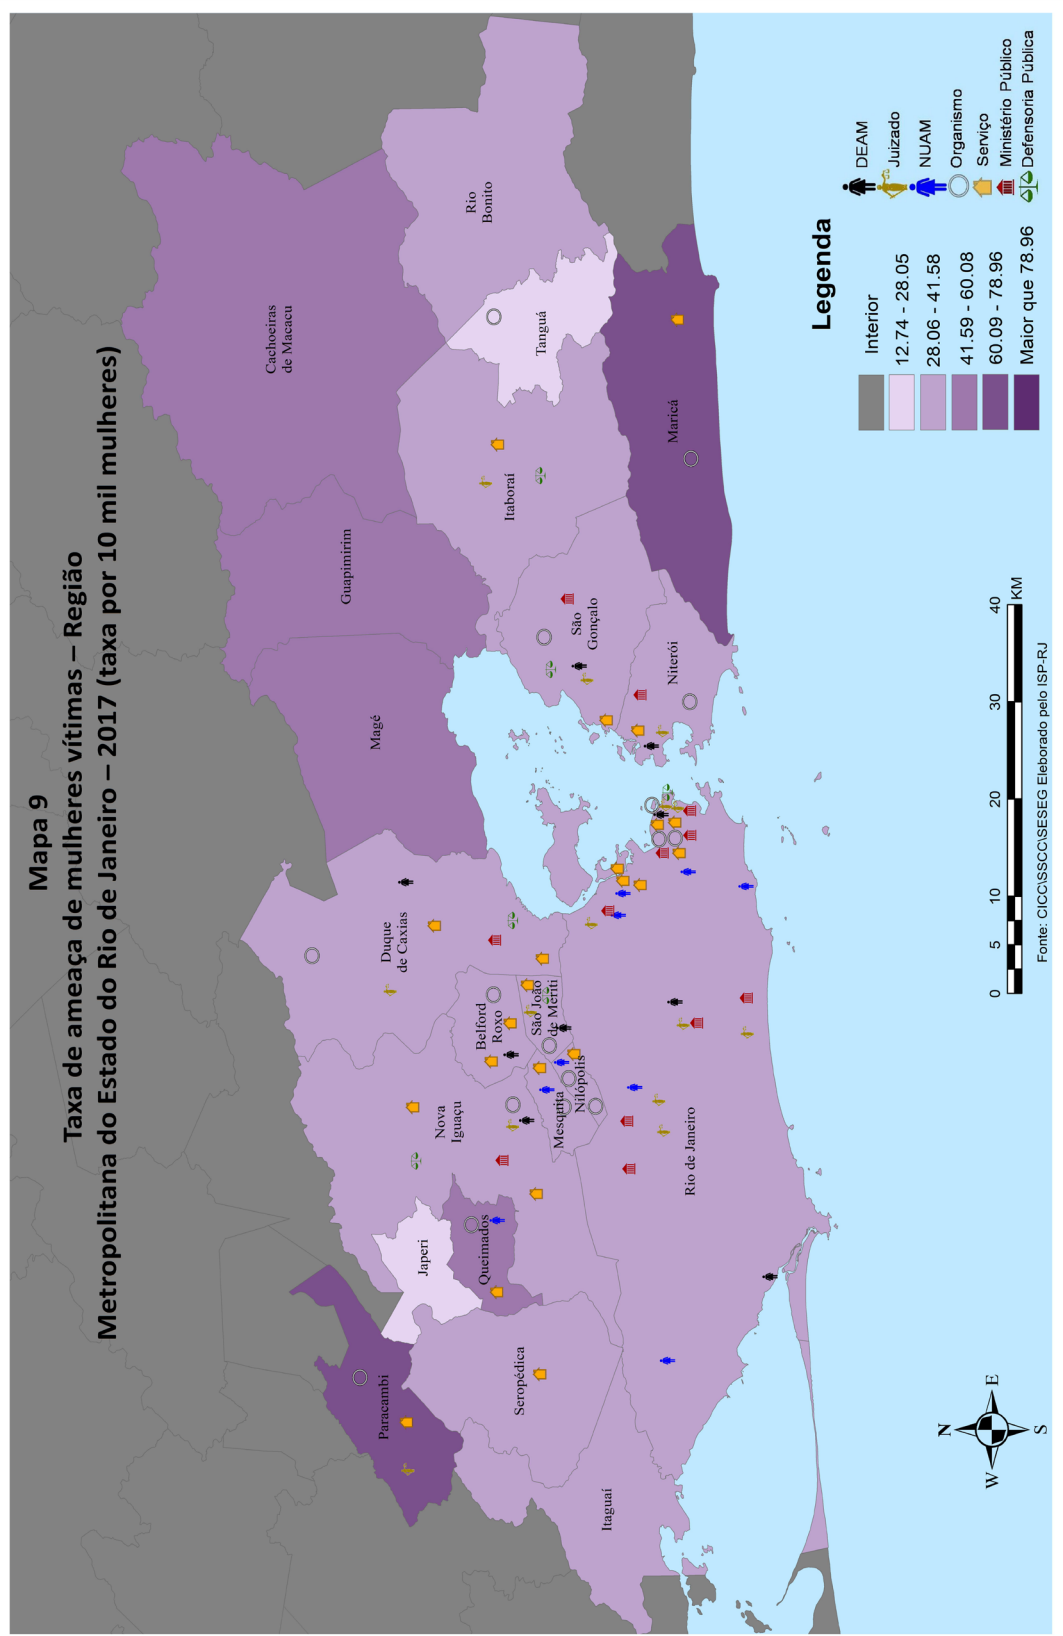 Mapa 9
Taxa de ameaça de mulheres vítimas – Região
Metropolitana do Estado do Rio de Janeiro – 2017 (taxa por 10 mil mulheres)
Cachoeiras
de Macacu
Guapimirim
Magé
Rio
Bonito
Tanguá
Itaboraí
Maricá
São
Gonçalo
Niterói
Duque
de Caxias
Belford
Roxo
São João
de Meriti
Nilópolis
Mesquita
Nova
Iguaçu
Japeri
Queimados
Paracambi
Seropédica
Itaguaí
Rio de Janeiro
Legenda
Interior
12.74 - 28.05
28.06 - 41.58
41.59 - 60.08
60.09 - 78.96
Maior que 78.96
DEAM
Juizado
NUAM
Organismo
Serviço
Ministério Público
Defensoria Pública
N
W
E
S
0 5 10 20 30 40
KM
Fonte: CICC\SSCC\SESEG Eleborado pelo ISP-RJ